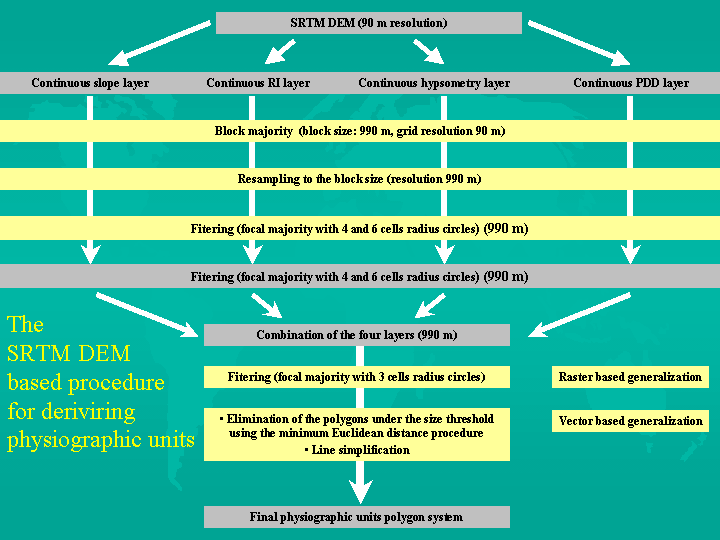 SRTM DEM (90 m resolution)
Continuous slope layer
Continuous RI layer
Continuous hypsometry layer
Continuous PDD layer
Block majority (block size: 990 m, grid resolution 90 m)
Resampling to the block size (resolution 990 m)
Fitering (focal majority with 4 and 6 cells radius circles) (990 m)
Fitering (focal majority with 4 and 6 cells radius circles) (990 m)
The
SRTM DEM
based procedure
for deriviring
physiographic units
Combination of the four layers (990 m)
Fitering (focal majority with 3 cells radius circles)
Raster based generalization
• Elimination of the polygons under the size threshold
using the minimum Euclidean distance procedure
• Line simplification
Vector based generalization
Final physiographic units polygon system